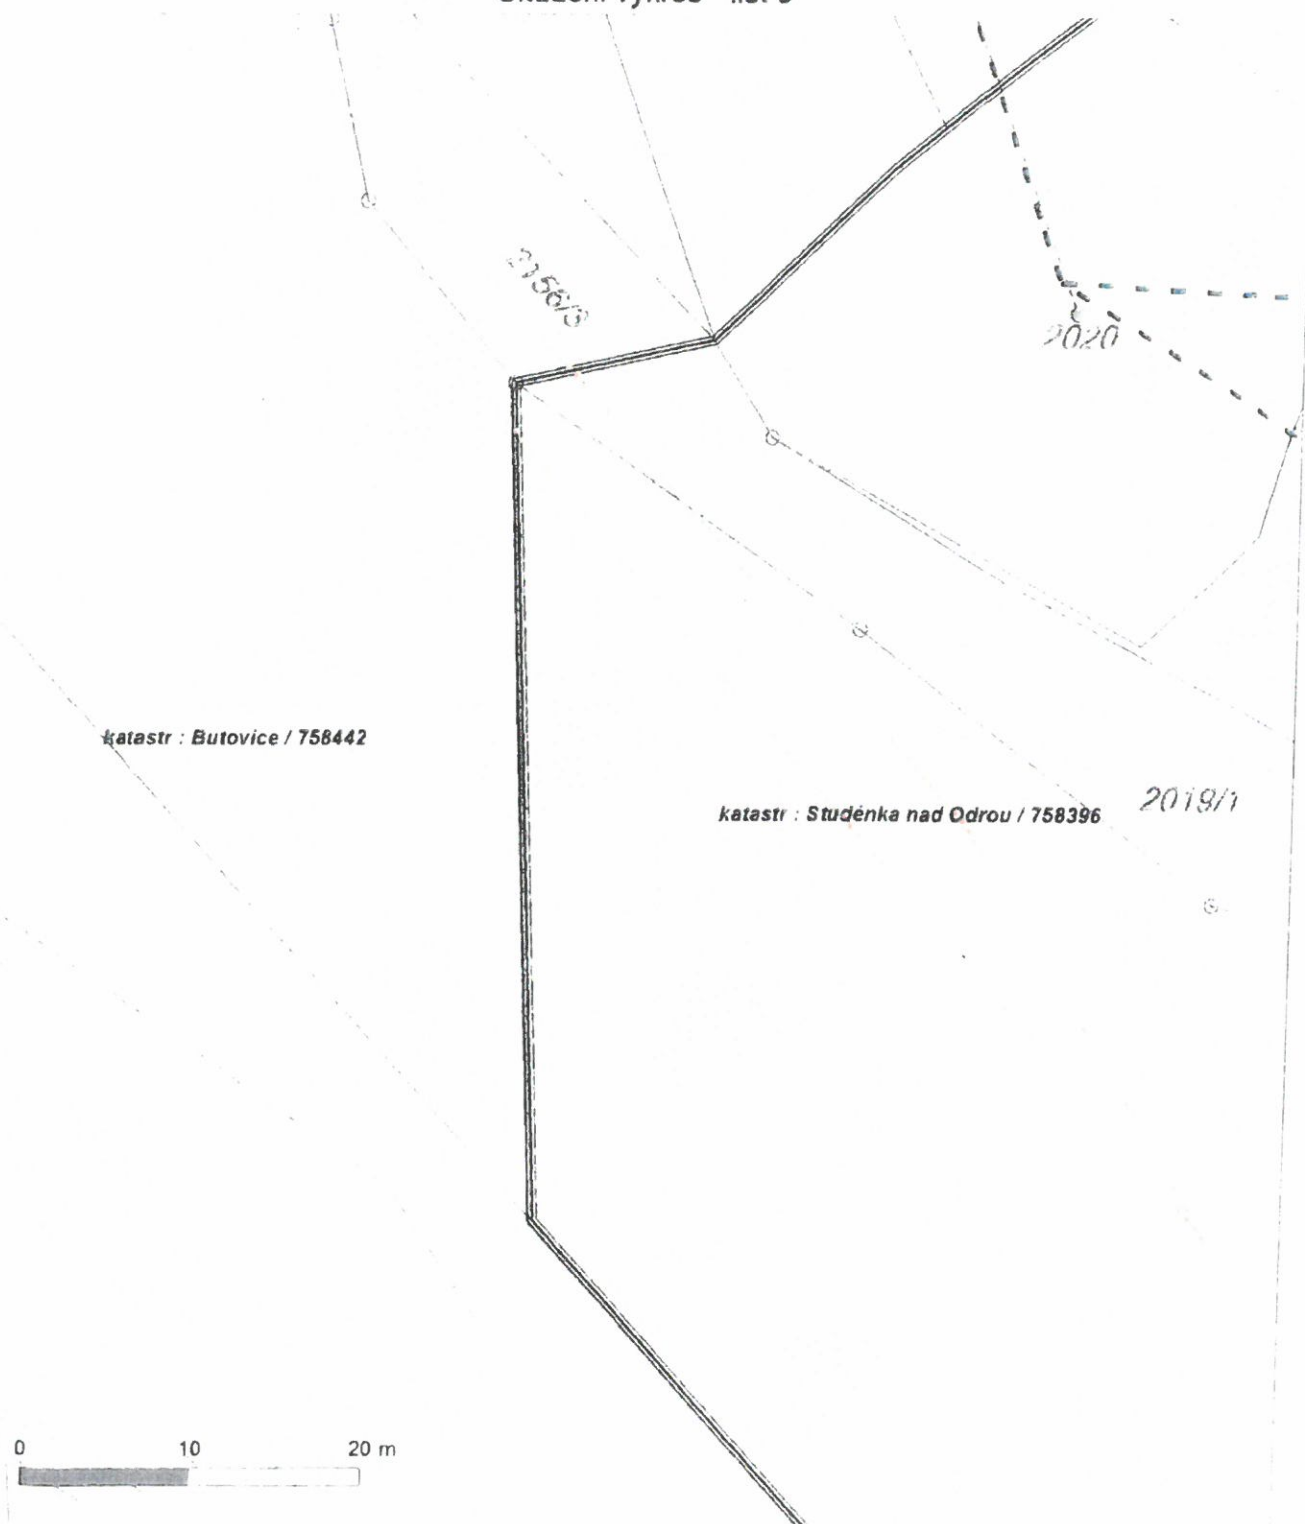 2156/3
2020
katastr : Butovice / 758442
katastr : Studénka nad Odrou / 758396
2019/1
0 10 20 m